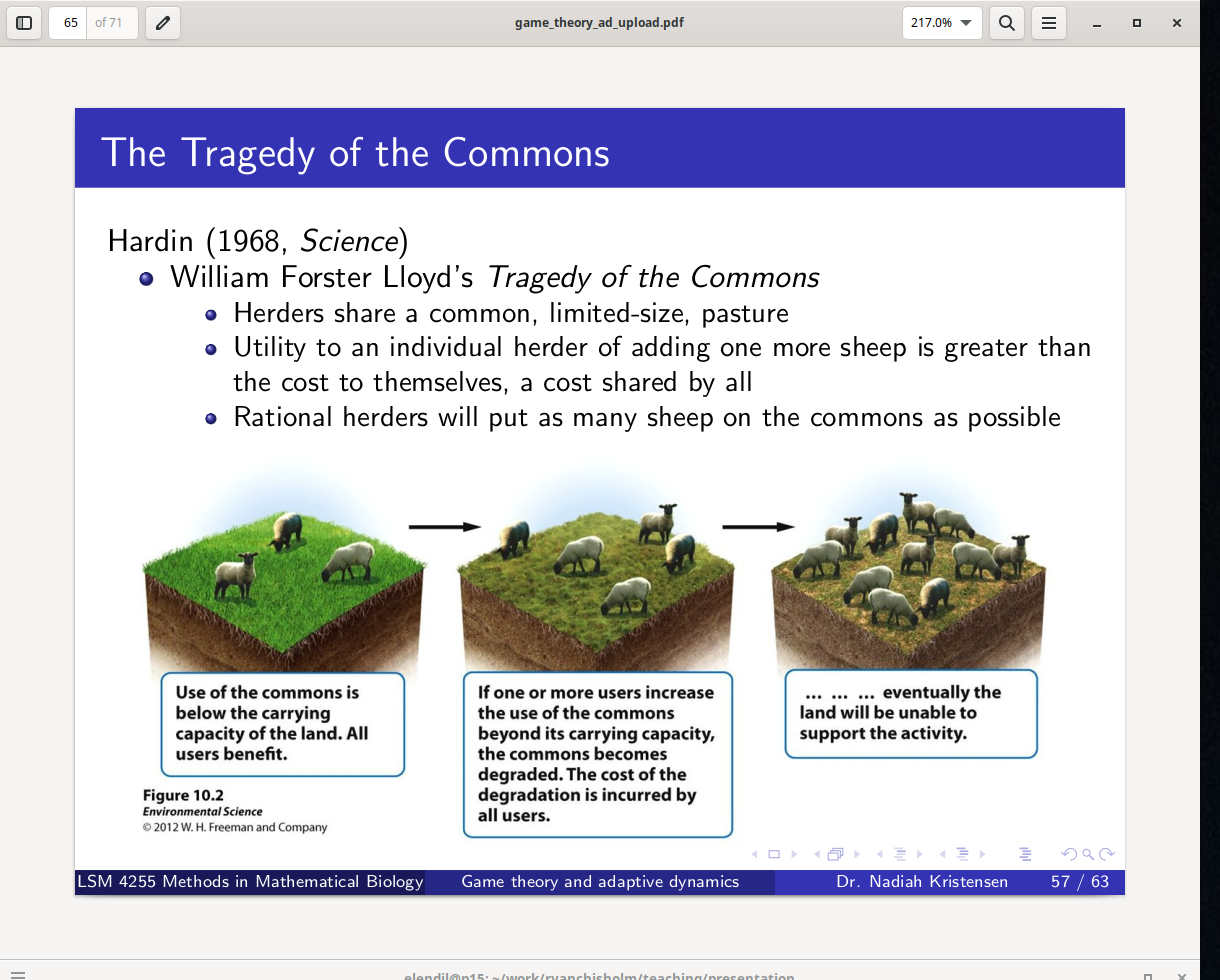 65 of 71
game_theory_ad_upload.pdf
217.0%
The Tragedy of the Commons
Hardin (1968, Science)
William Forster Lloyd's Tragedy of the Commons
Herders share a common, limited-size, pasture
Utility to an individual herder of adding one more sheep is greater than
the cost to themselves, a cost shared by all
Rational herders will put as many sheep on the commons as possible
Use of the commons is
below the carrying
capacity of the land. All
users benefit.
If one or more users increase
the use of the commons
beyond its carrying capacity,
the commons becomes
degraded. The cost of the
degradation is incurred by
all users.
... ... ... eventually the
land will be unable to
support the activity.
Figure 10.2
Environmental Science
© 2012 W. H. Freeman and Company
LSM 4255 Methods in Mathematical Biology
Game theory and adaptive dynamics
Dr. Nadiah Kristensen
57 / 63
elendil@p15: ~/work/ryanchisholm/teaching/presentation